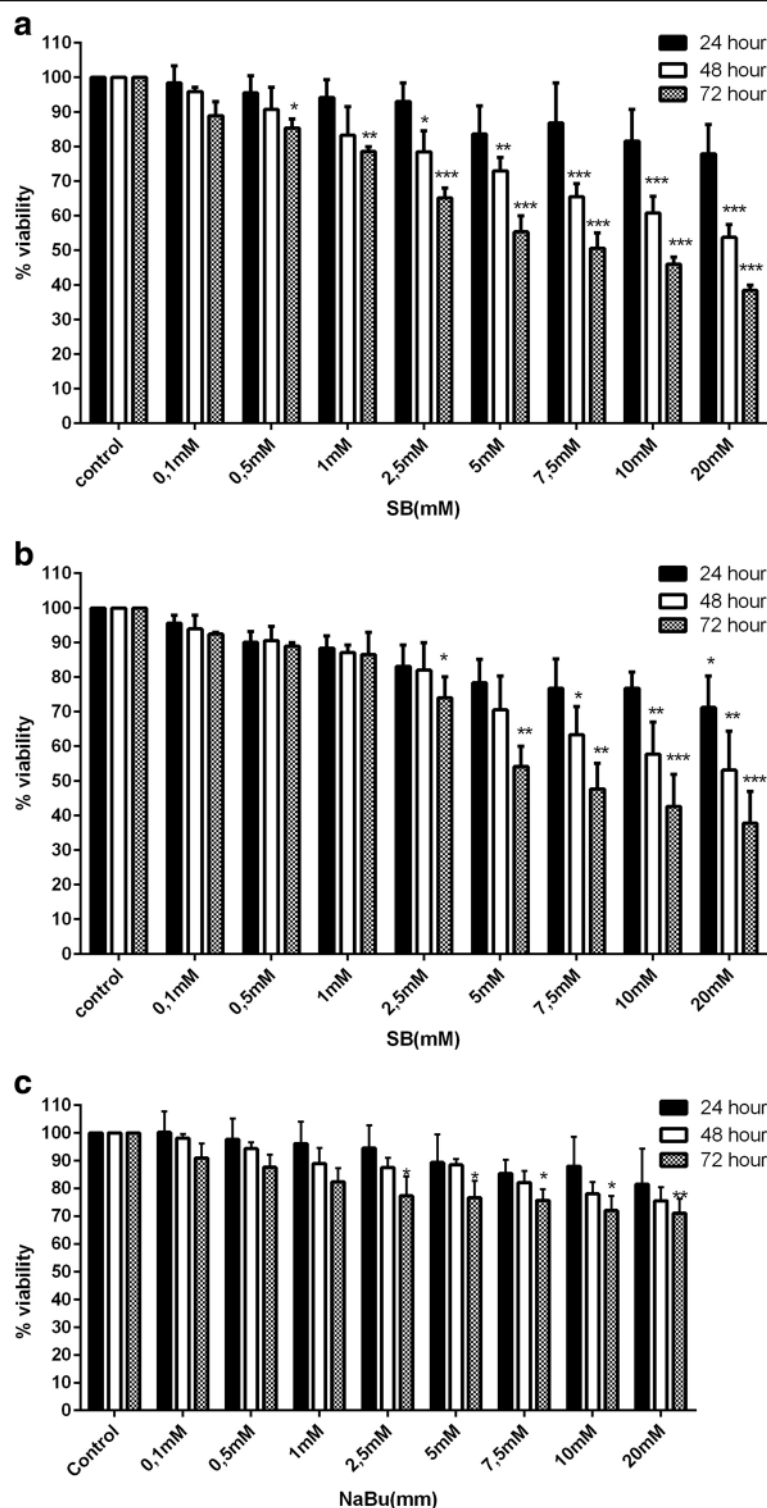 a
110
100
90
80
70
60
50
40
30
20
10
0
% viability
24 hour
48 hour
72 hour
*
**
*
***
**
***
***
***
***
***
***
***
control
0,1mM
0,5mM
1mM
2,5mM
5mM
7,5mM
10mM
20mM
SB(mM)
b
110
100
90
80
70
60
50
40
30
20
10
0
% viability
24 hour
48 hour
72 hour
*
**
*
**
**
***
*
**
***
control
0,1mM
0,5mM
1mM
2,5mM
5mM
7,5mM
10mM
20mM
SB(mM)
c
110
100
90
80
70
60
50
40
30
20
10
0
% viability
24 hour
48 hour
72 hour
*
*
*
*
**
Control
0,1mM
0,5mM
1mM
2,5mM
5mM
7,5mM
10mM
20mM
NaBu(mm)